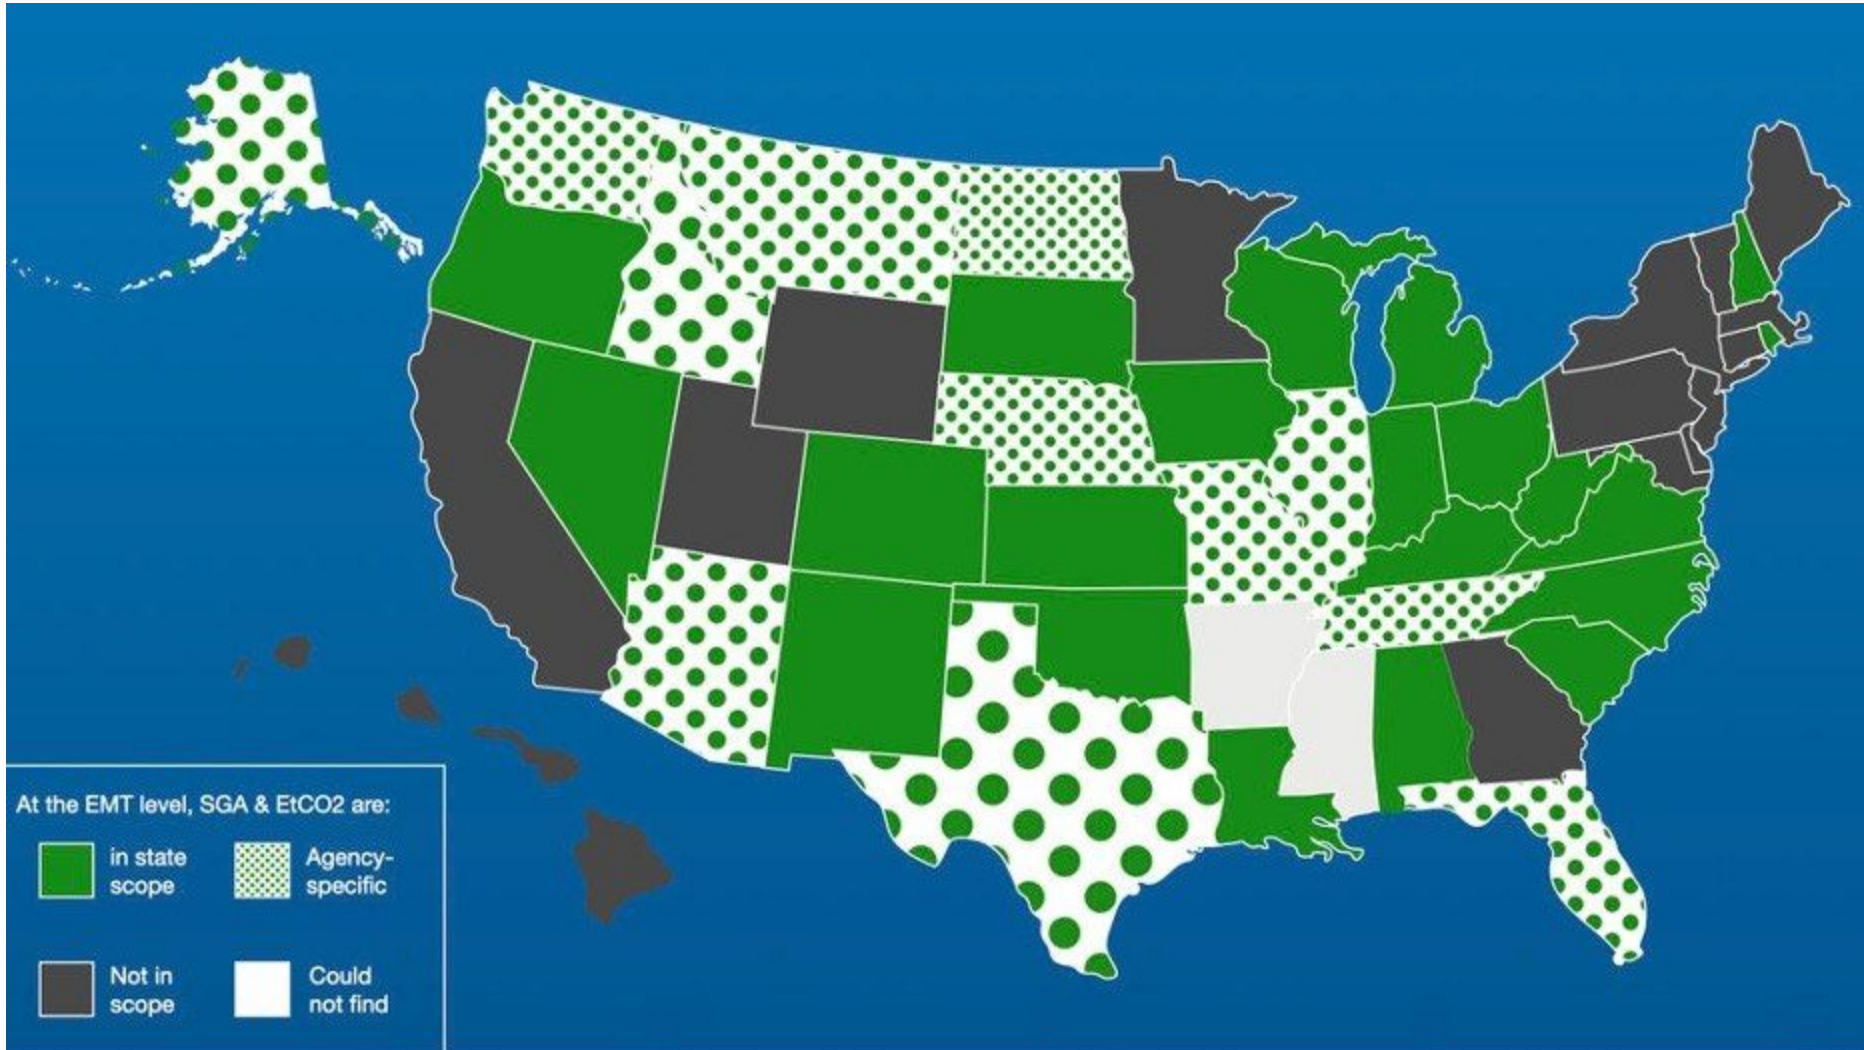 At the EMT level, SGA & EtCO2 are:
in state
scope
Agency-
specific
Not in
scope
Could
not find